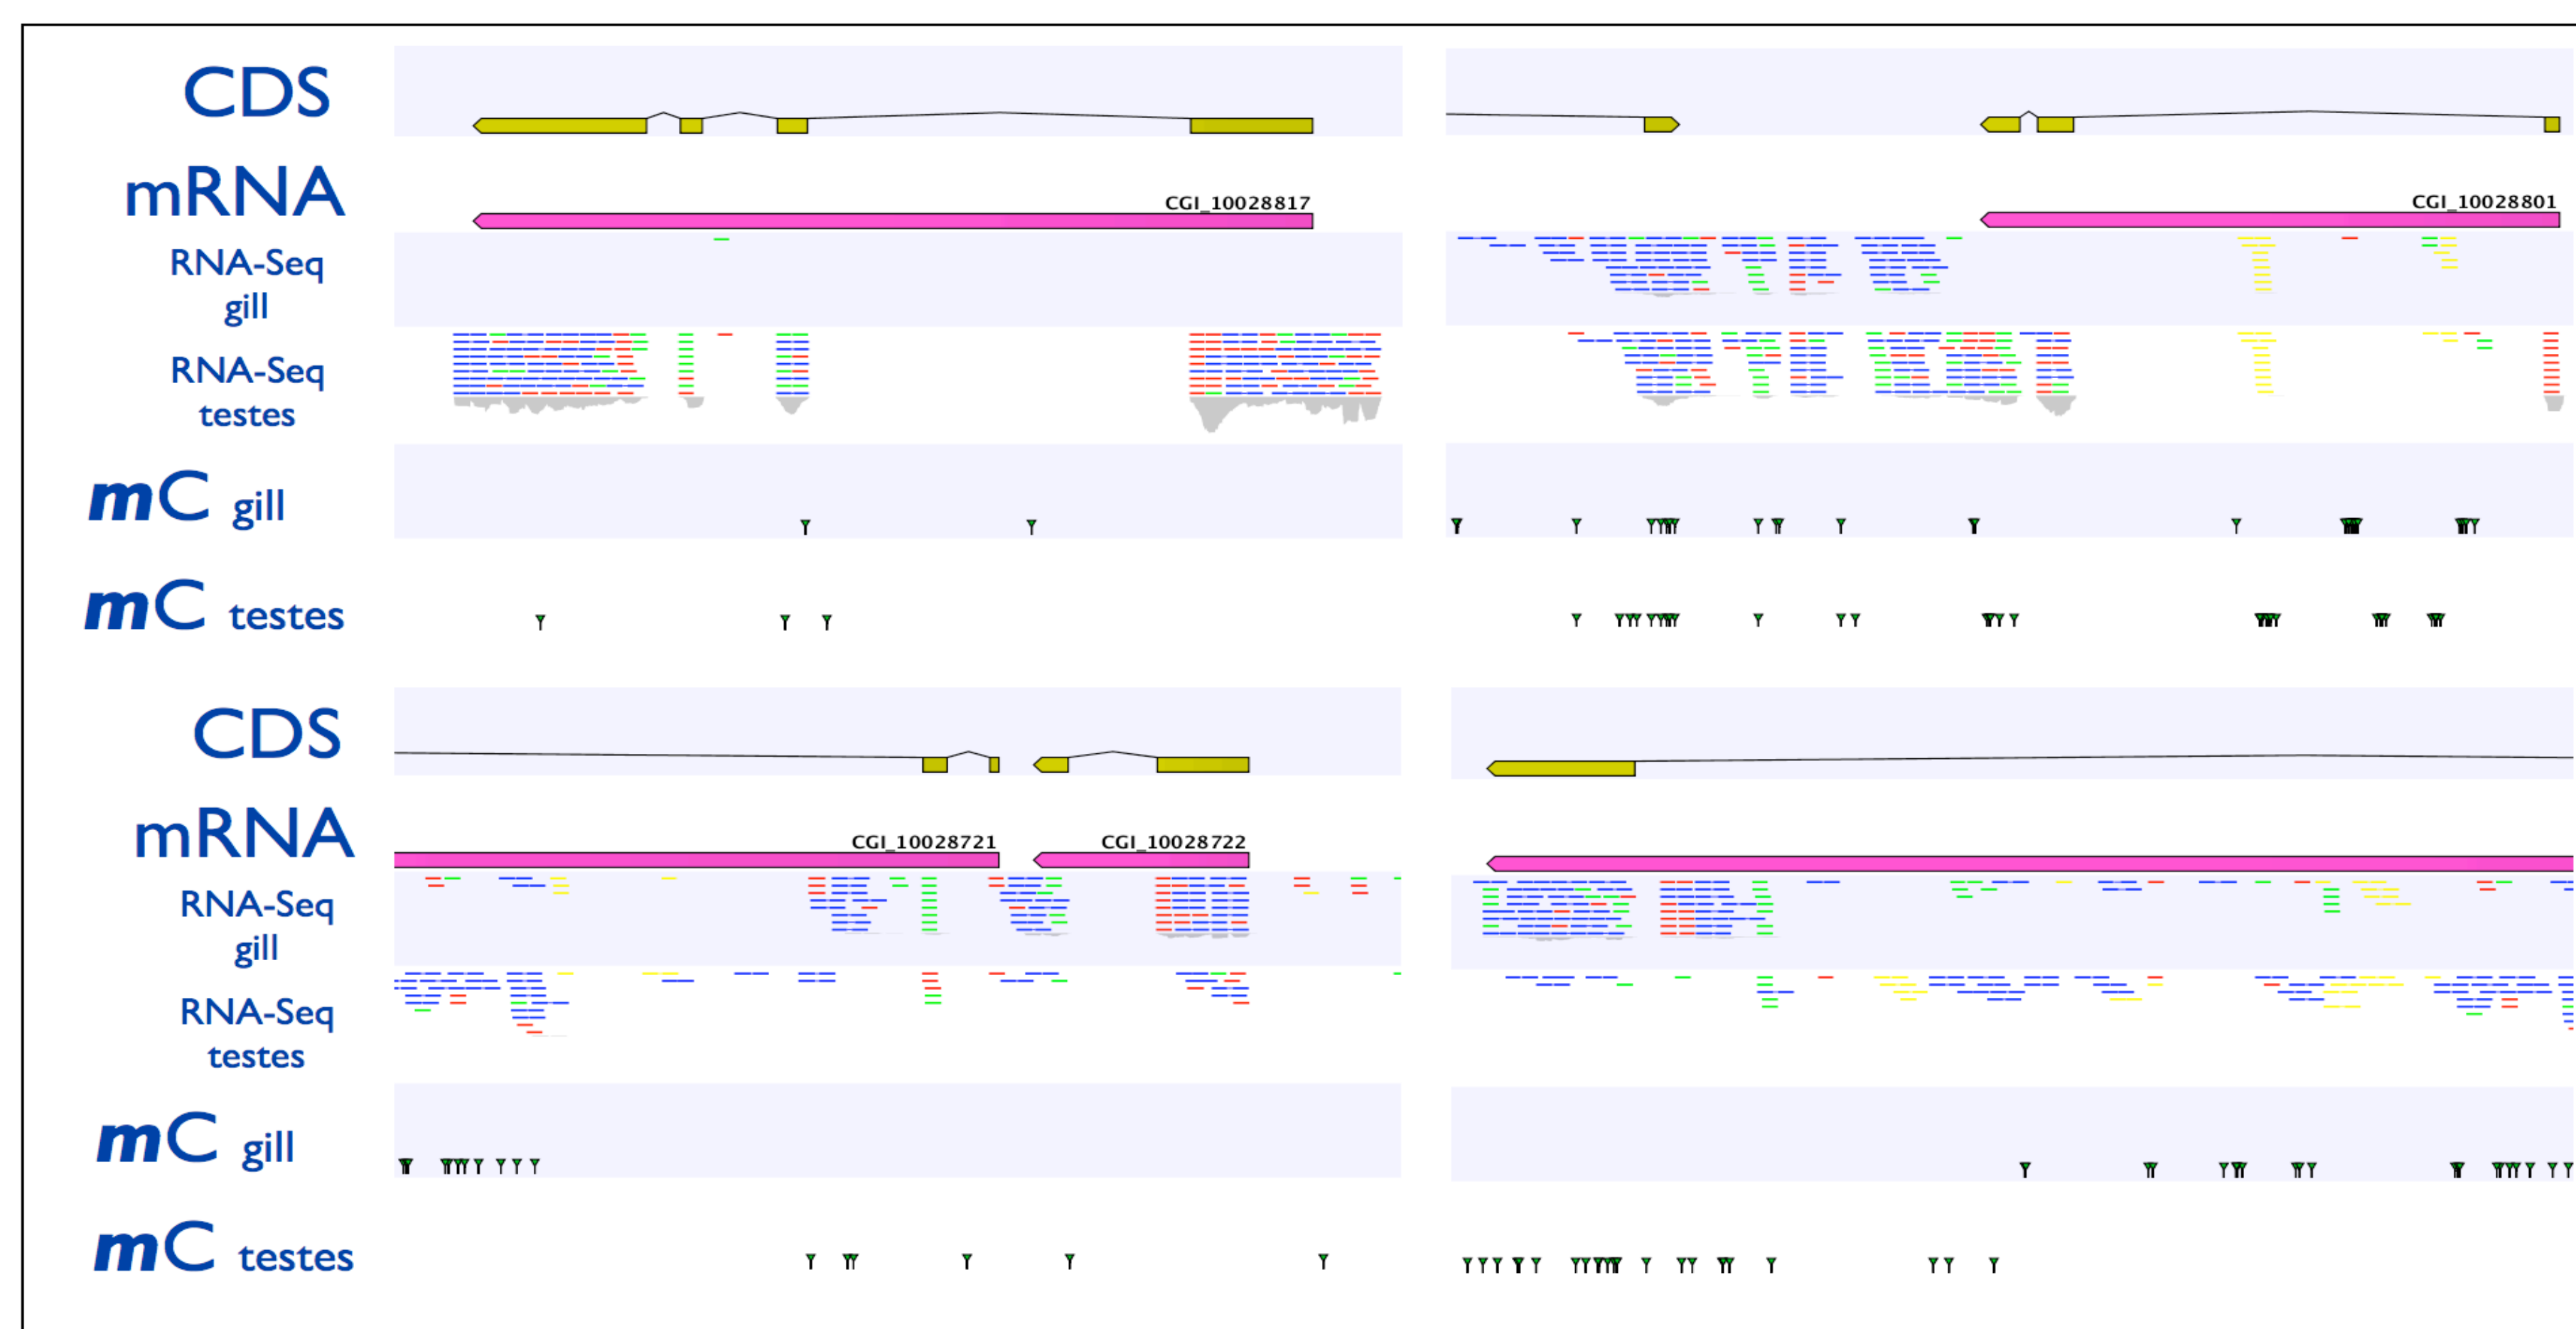 CDS
mRNA
CGI_10028817
CGI_10028801
RNA-Seq
gill
RNA-Seq
testes
mC gill
mC testes
CDS
mRNA
CGI_10028721
CGI_10028722
RNA-Seq
gill
RNA-Seq
testes
mC gill
mC testes